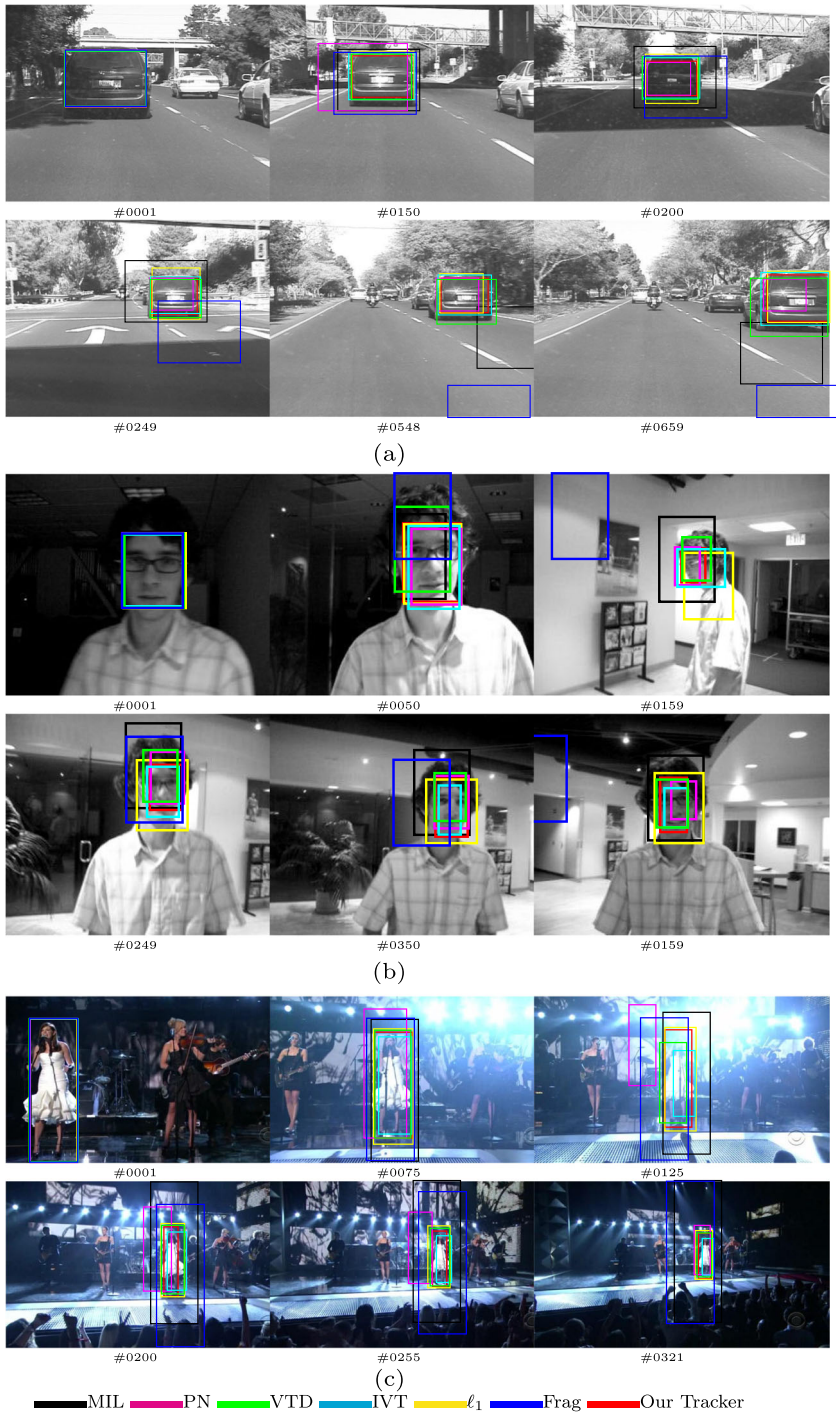 #0001 #0150 #0200
#0249 #0548 #0659
(a)
#0001 #0050 #0159
#0249 #0350 #0159
(b)
#0001 #0075 #0125
#0200 #0255 #0321
(c)
MIL PN VTD IVT ℓ1 Frag Our Tracker